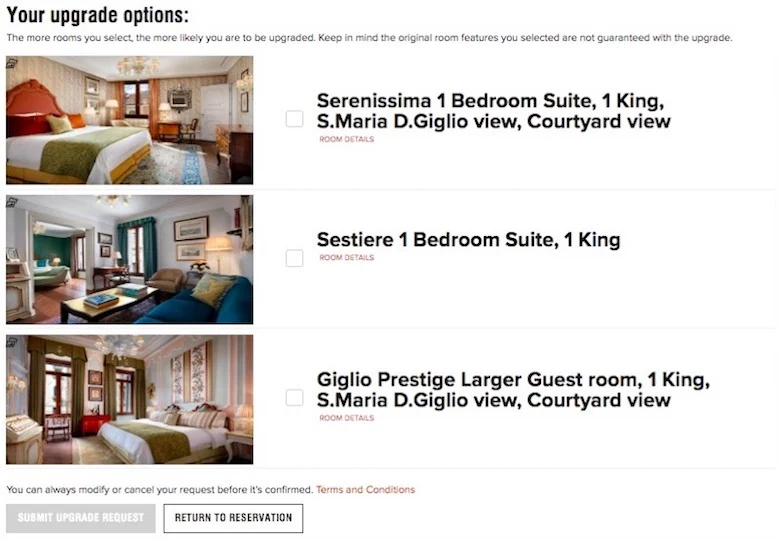 Your upgrade options:
The more rooms you select, the more likely you are to be upgraded. Keep in mind the original room features you selected are not guaranteed with the upgrade.
Serenissima 1 Bedroom Suite, 1 King,
S.Maria D.Giglio view, Courtyard view
ROOM DETAILS
Sestiere 1 Bedroom Suite, 1 King
ROOM DETAILS
Giglio Prestige Larger Guest room, 1 King,
S.Maria D.Giglio view, Courtyard view
ROOM DETAILS
You can always modify or cancel your request before it's confirmed. Terms and Conditions
SUBMIT UPGRADE REQUEST RETURN TO RESERVATION